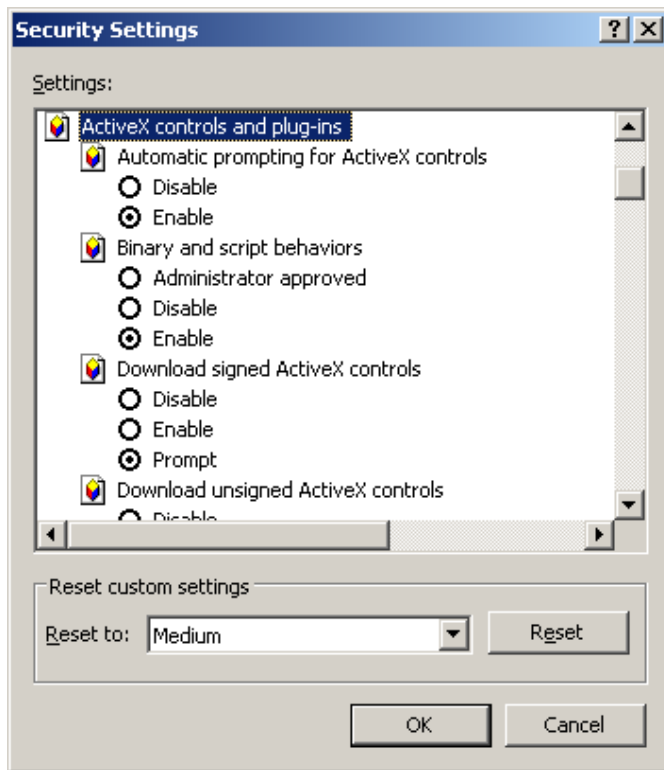 Security Settings
Settings:
ActiveX controls and plug-ins
Automatic prompting for ActiveX controls
Disable
Enable
Binary and script behaviors
Administrator approved
Disable
Enable
Download signed ActiveX controls
Disable
Enable
Prompt
Download unsigned ActiveX controls
Disable
Reset custom settings
Reset to: Medium Reset
OK Cancel